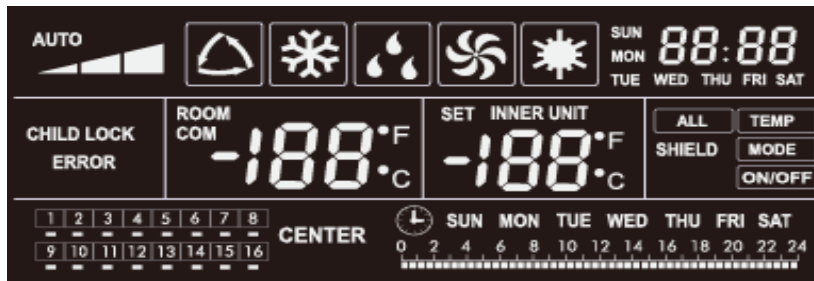 AUTO
SUN
MON
TUE WED THU FRI SAT
88:88
CHILD LOCK
ERROR
ROOM
COM
-188°F
°C
SET INNER UNIT
-188°F
°C
ALL TEMP
SHIELD MODE
ON/OFF
1 2 3 4 5 6 7 8
9 10 11 12 13 14 15 16
CENTER
SUN MON TUE WED THU FRI SAT
0 2 4 6 8 10 12 14 16 18 20 22 24